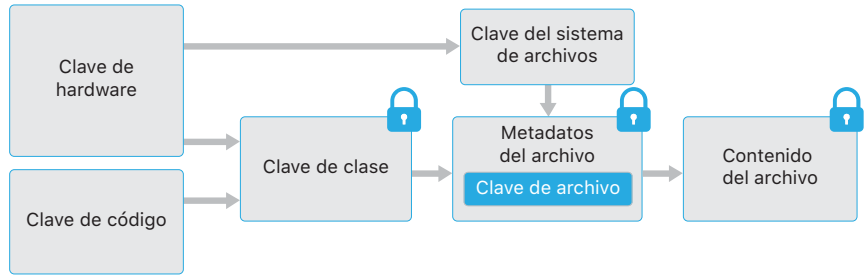 Clave de
hardware
Clave del sistema
de archivos
Clave de código
Clave de clase
Metadatos
del archivo
Clave de archivo
Contenido
del archivo